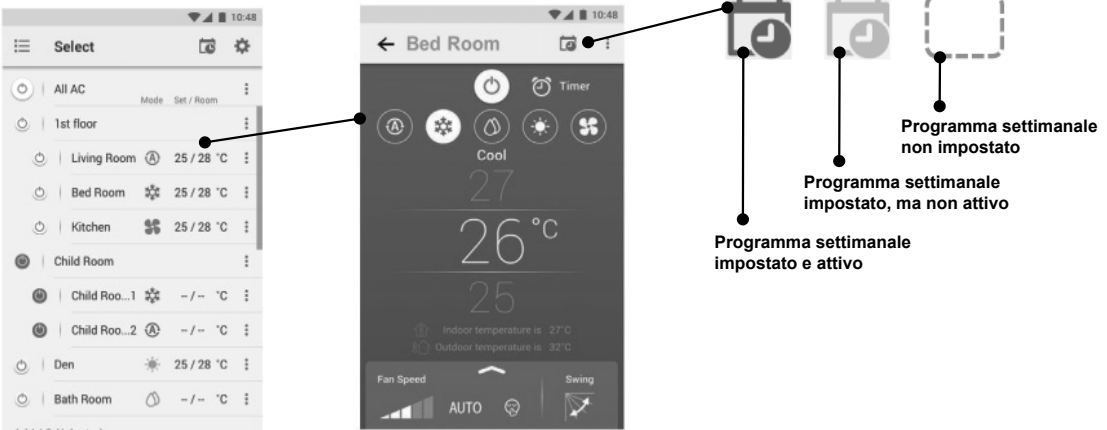 10:48
Select
All AC
Mode Set / Room
1st floor
Living Room A 25 / 28 °C
Bed Room 25 / 28 °C
Kitchen 25 / 28 °C
Child Room
Child Roo...1 – / – °C
Child Roo...2 A – / – °C
Den 25 / 28 °C
Bath Room – / – °C
10:48
Bed Room
Timer
A
Cool
27
26 °C
25
Indoor temperature is 27°C
Outdoor temperature is 32°C
Fan Speed
Swing
AUTO
Programma settimanale
non impostato
Programma settimanale
impostato, ma non attivo
Programma settimanale
impostato e attivo